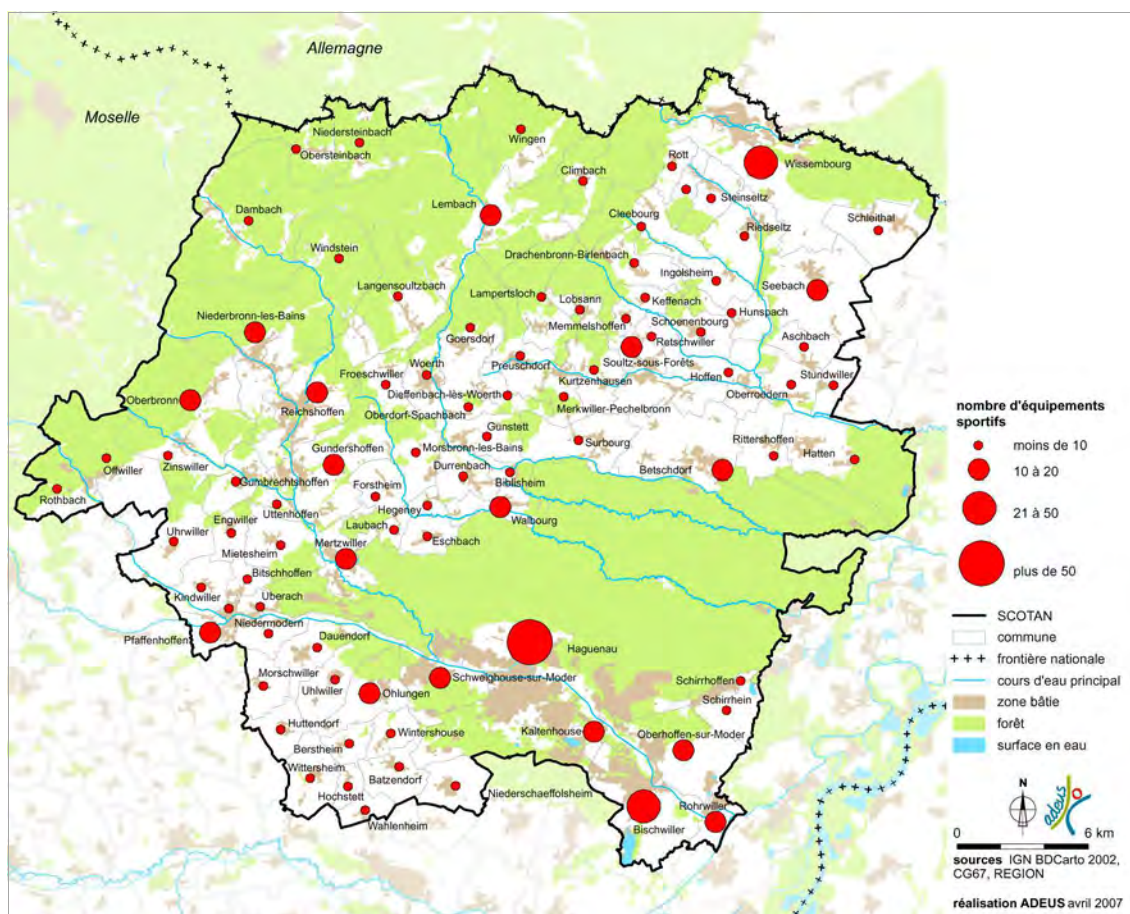 Allemagne
Moselle
Niedersteinbach
Obersteinbach
Wingen
Climbach
Rott
Wissembourg
Steinseltz
Lembach
Dambach
Cleebourg
Riedseltz
Schleithal
Windstein
Drachenbronn-Birlenbach
Ingolsheim
Seebach
Langensoultzbach
Lampertsloch
Lobsann
Keffenach
Hunspach
Niederbronn-les-Bains
Memmelshoffen
Schoenenbourg
Goersdorf
Retschwiller
Aschbach
Preuschdorf
Soultz-sous-Forêts
Froeschwiller
Woerth
Kurtzenhausen
Hoffen
Stundwiller
Oberbronn
Reichshoffen
Dieffenbach-lès-Woerth
Oberroedern
Oberdorf-Spachbach
Merkwiller-Pechelbronn
Gunstett
Gundershoffen
Morsbronn-les-Bains
Surbourg
Rittershoffen
Hatten
Offwiller
Zinswiller
Durrenbach
Betschdorf
Rothbach
Gumbrechtshoffen
Forstheim
Biblisheim
Hegeney
Uttenhoffen
Walbourg
Engwiller
Laubach
Uhrwiller
Mertzwiller
Eschbach
Mietesheim
Bitschhoffen
Kindwiller
Uberach
Niedermodern
Pfaffenhoffen
Dauendorf
Haguenau
Morschwiller
Schweighouse-sur-Moder
Schirrhoffen
Uhlwiller
Ohlungen
Schirrhein
Huttendorf
Wintershouse
Kaltenhouse
Oberhoffen-sur-Moder
Berstheim
Wittersheim
Batzendorf
Niederschaeffolsheim
Hochstett
Rohrwiller
Wahlenheim
Bischwiller
nombre d'équipements
sportifs
moins de 10
10 à 20
21 à 50
plus de 50
SCOTAN
commune
frontière nationale
cours d'eau principal
zone bâtie
forêt
surface en eau
N
adeus
0 6 km
sources IGN BDCarto 2002,
CG67, REGION
réalisation ADEUS avril 2007